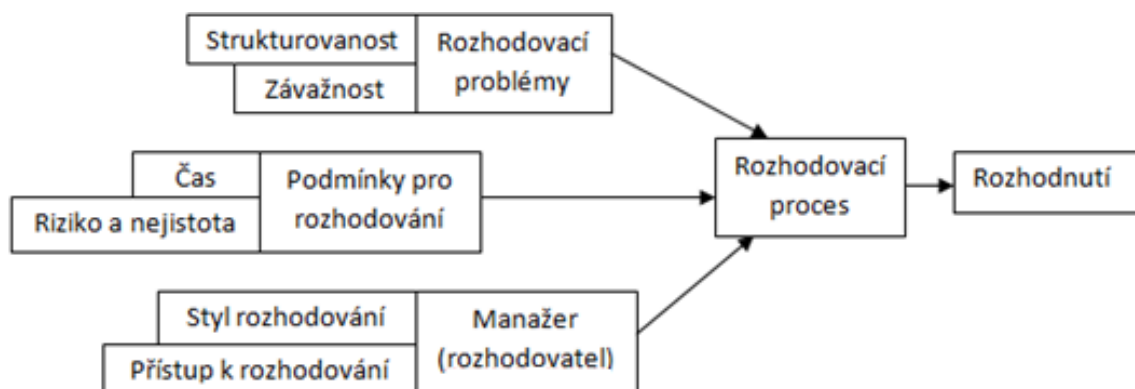 Strukturovanost
Závažnost
Rozhodovací
problémy
Čas
Riziko a nejistota
Podmínky pro
rozhodování
Styl rozhodování
Přístup k rozhodování
Manažer
(rozhodovatel)
Rozhodovací
proces
Rozhodnutí